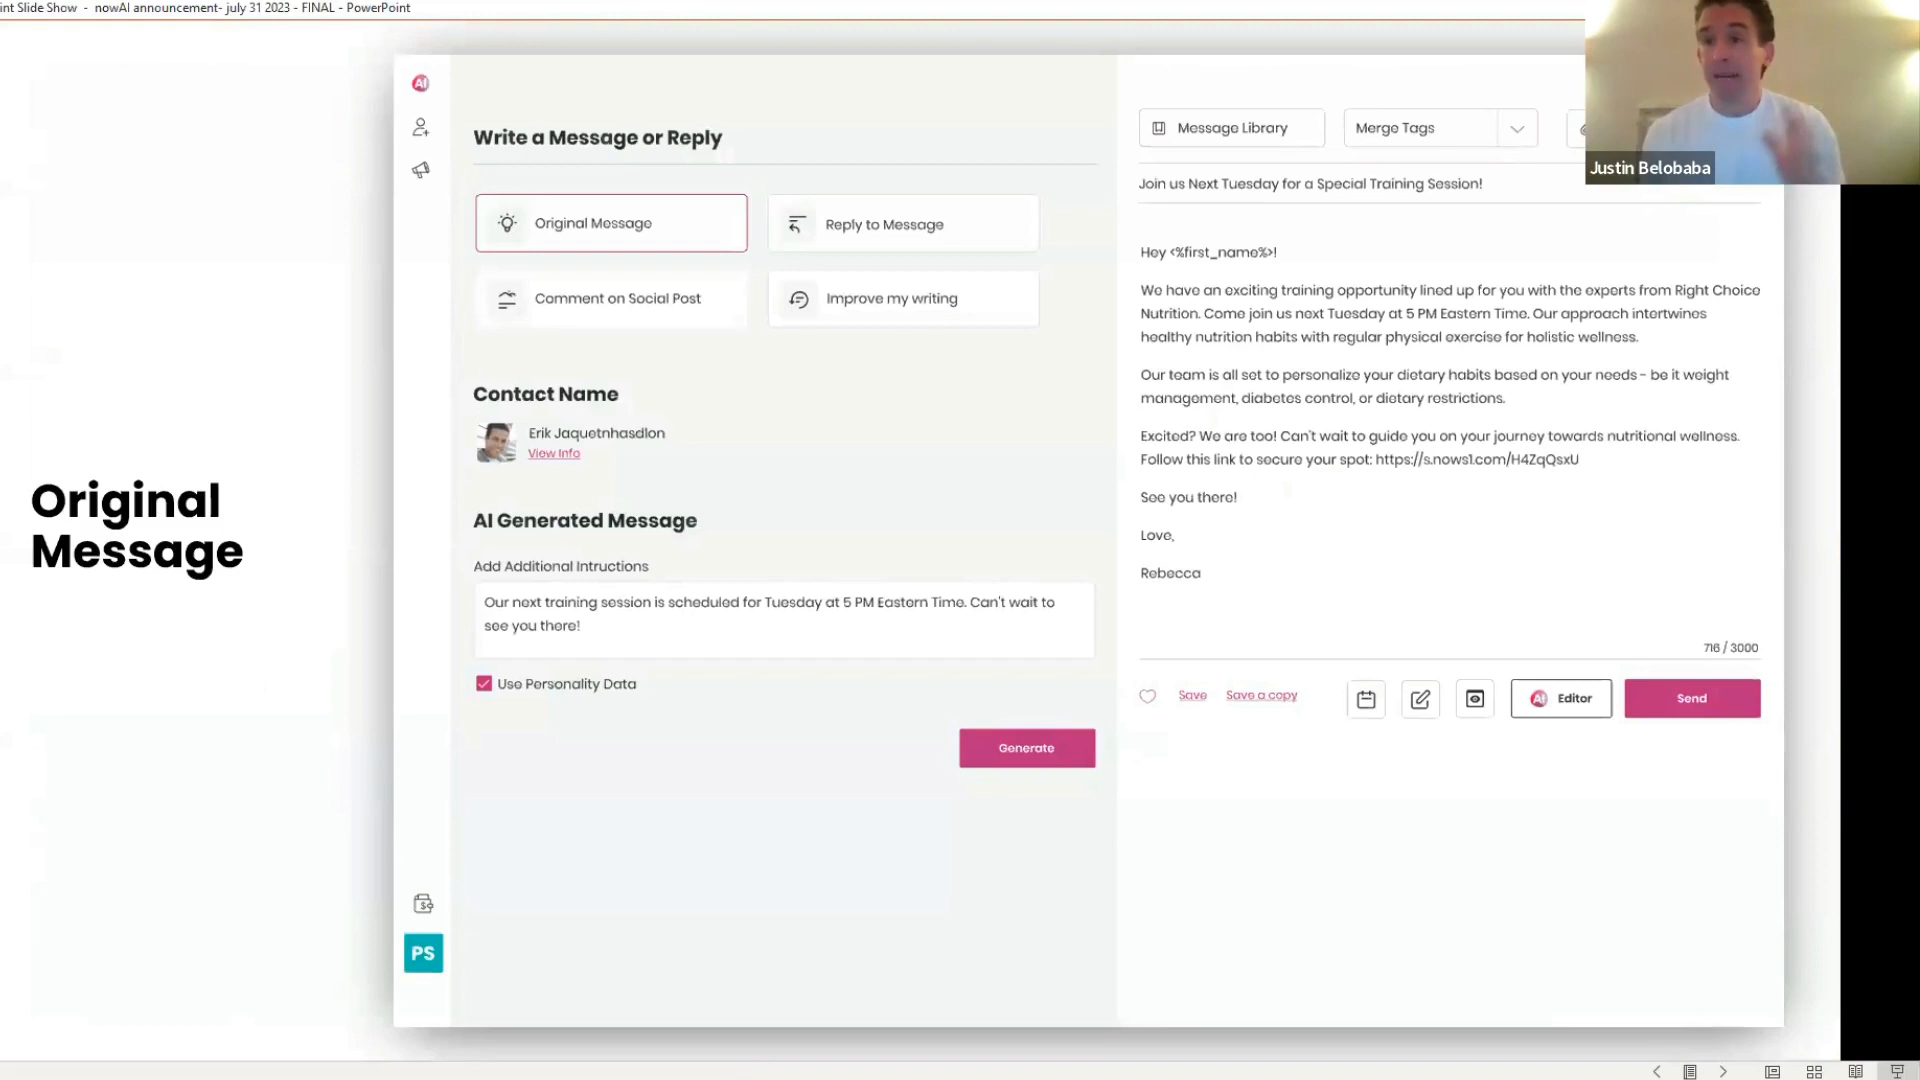 int Slide Show - nowAI announcement- july 31 2023 - FINAL - PowerPoint
Justin Belobaba
Original
Message
AI
Write a Message or Reply
Original Message
Reply to Message
Comment on Social Post
Improve my writing
Contact Name
Erik Jaquetnhasdlon
View Info
AI Generated Message
Add Additional Intructions
Our next training session is scheduled for Tuesday at 5 PM Eastern Time. Can't wait to
see you there!
Use Personality Data
Generate
PS
Message Library
Merge Tags
Join us Next Tuesday for a Special Training Session!
Hey <%first_name%>!
We have an exciting training opportunity lined up for you with the experts from Right Choice
Nutrition. Come join us next Tuesday at 5 PM Eastern Time. Our approach intertwines
healthy nutrition habits with regular physical exercise for holistic wellness.
Our team is all set to personalize your dietary habits based on your needs - be it weight
management, diabetes control, or dietary restrictions.
Excited? We are too! Can't wait to guide you on your journey towards nutritional wellness.
Follow this link to secure your spot: https://s.nows1.com/H4ZqQsxU
See you there!
Love,
Rebecca
716 / 3000
Save
Save a copy
AI Editor
Send